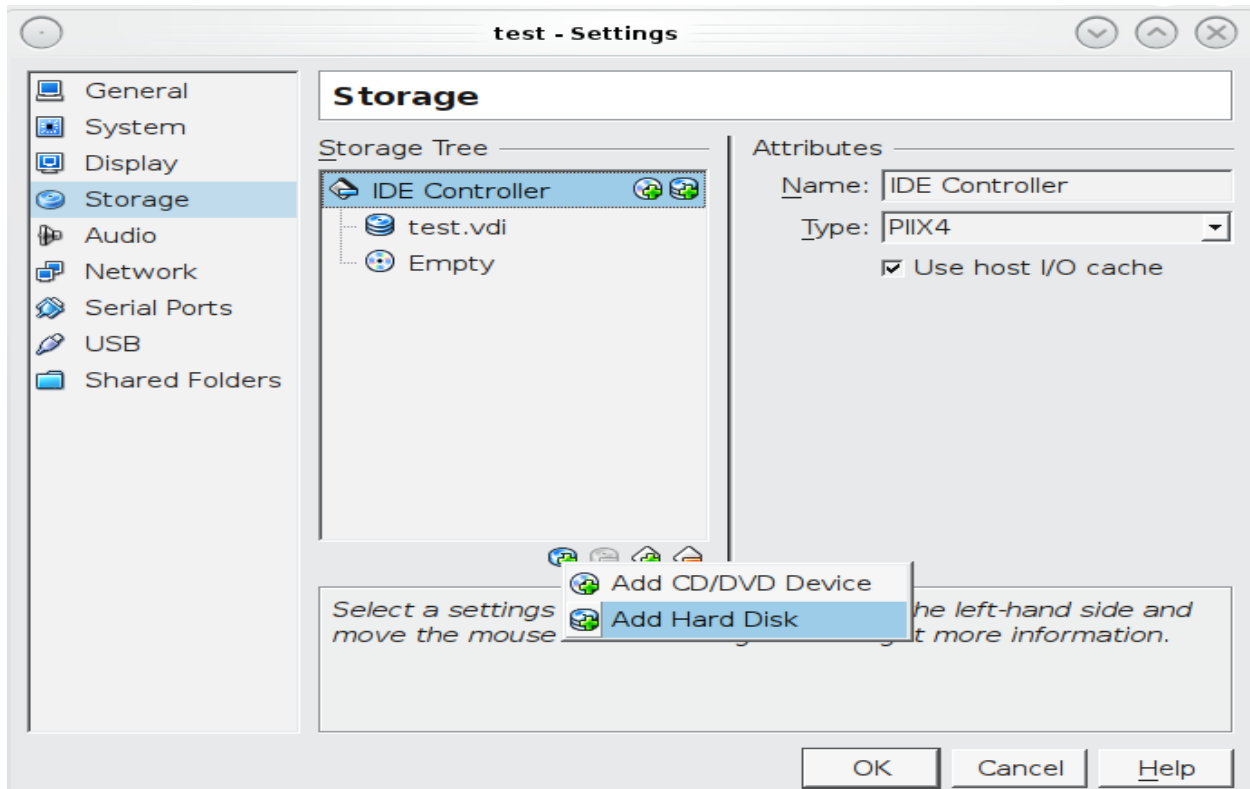 test - Settings
General
System
Display
Storage
Audio
Network
Serial Ports
USB
Shared Folders
Storage
Storage Tree
IDE Controller
test.vdi
Empty
Attributes
Name: IDE Controller
Type: PIIX4
Use host I/O cache
Add CD/DVD Device
Add Hard Disk
Select a settings he left-hand side and
move the mouse t more information.
OK Cancel Help